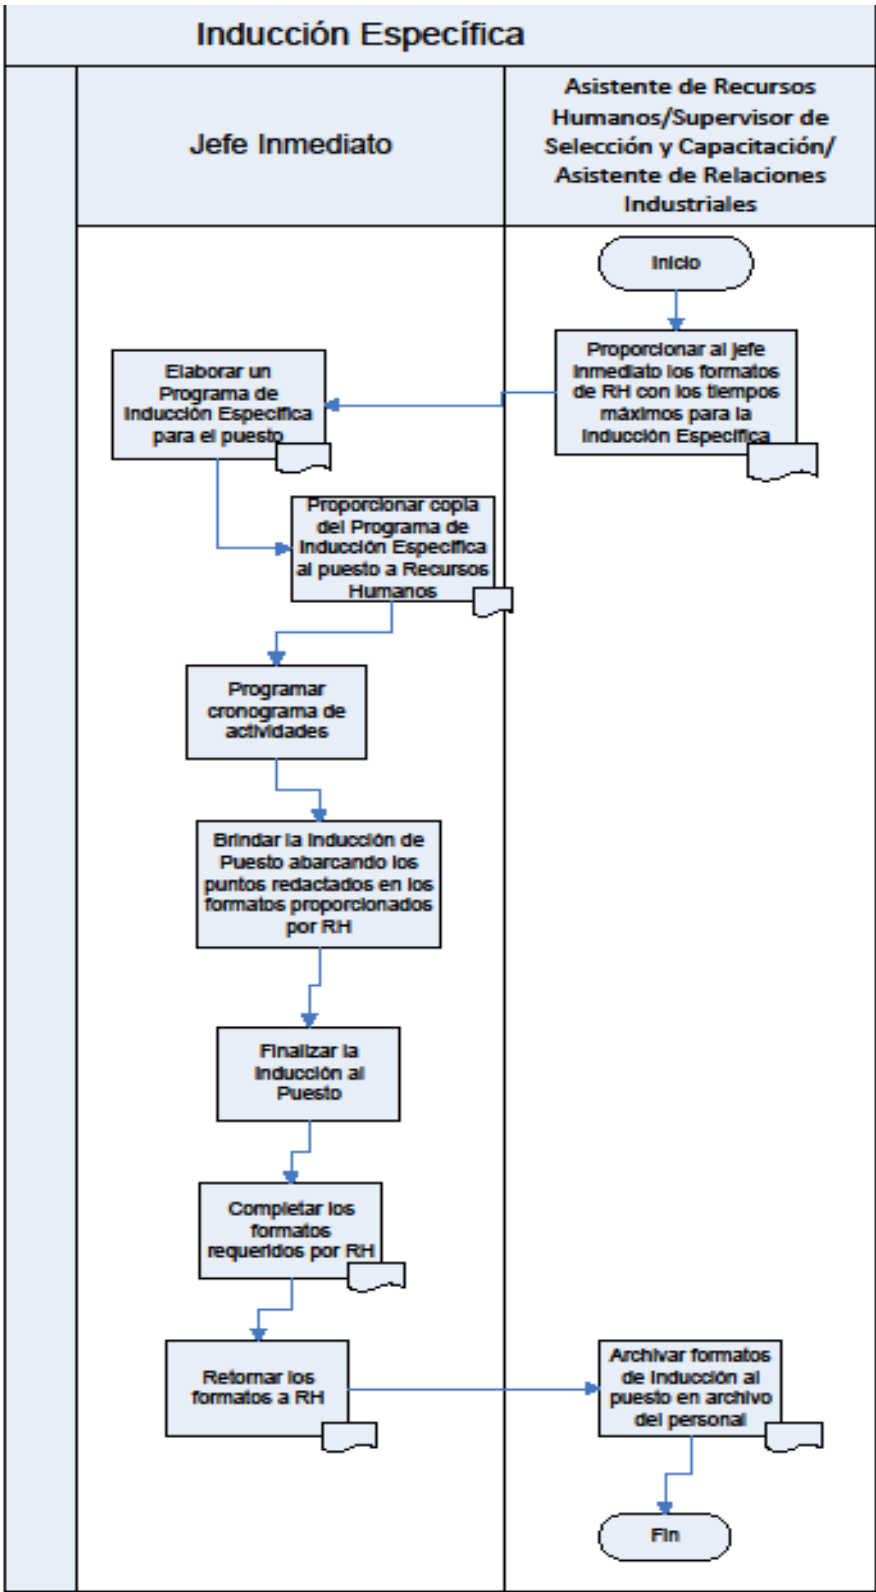 Inducción Específica
Jefe Inmediato
Asistente de Recursos
Humanos/Supervisor de
Selección y Capacitación/
Asistente de Relaciones
Industriales
Inicio
Proporcionar al jefe
inmediato los formatos
de RH con los tiempos
máximos para la
Inducción Específica
Elaborar un
Programa de
Inducción Específica
para el puesto
Proporcionar copia
del Programa de
Inducción Específica
al puesto a Recursos
Humanos
Programar
cronograma de
actividades
Brindar la Inducción de
Puesto abarcando los
puntos redactados en los
formatos proporcionados
por RH
Finalizar la
Inducción al
Puesto
Completar los
formatos
requeridos por RH
Retornar los
formatos a RH
Archivar formatos
de Inducción al
puesto en archivo
del personal
Fin